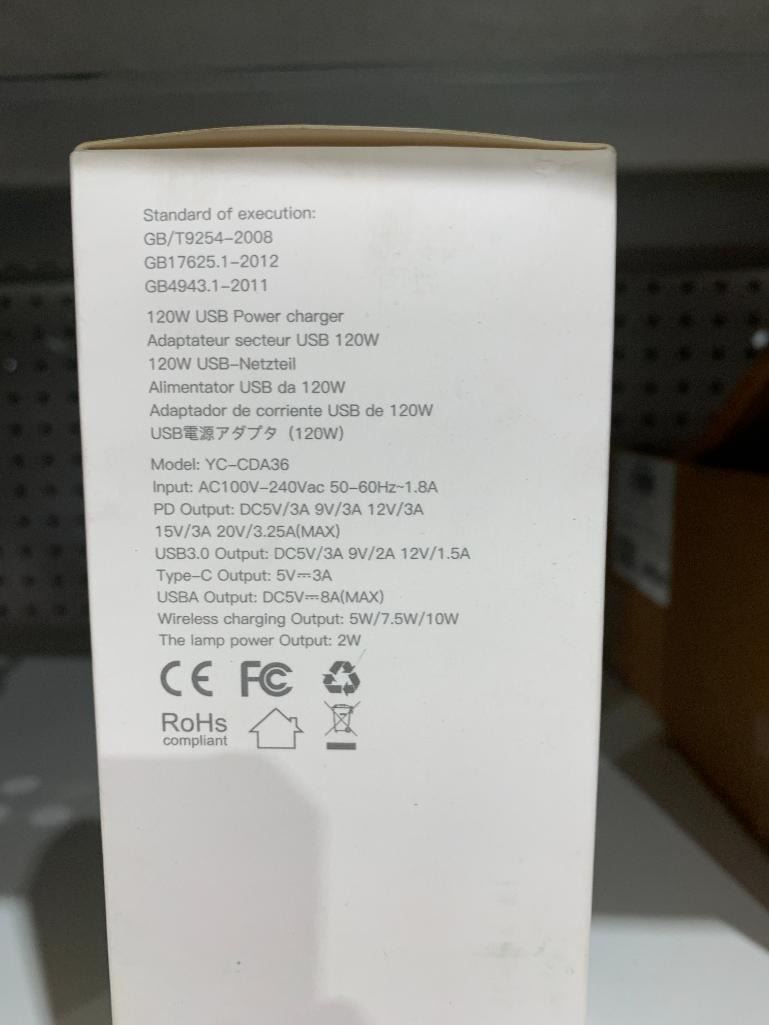 Standard of execution:
GB/T9254-2008
GB17625.1-2012
GB4943.1-2011
120W USB Power charger
Adaptateur secteur USB 120W
120W USB-Netzteil
Alimentator USB da 120W
Adaptador de corriente USB de 120W
USB電源アダプタ（120W）
Model: YC-CDA36
Input: AC100V-240Vac 50-60Hz~1.8A
PD Output: DC5V/3A 9V/3A 12V/3A
15V/3A 20V/3.25A(MAX)
USB3.0 Output: DC5V/3A 9V/2A 12V/1.5A
Type-C Output: 5V⎓3A
USBA Output: DC5V⎓8A(MAX)
Wireless charging Output: 5W/7.5W/10W
The lamp power Output: 2W
CE FC
RoHs
compliant